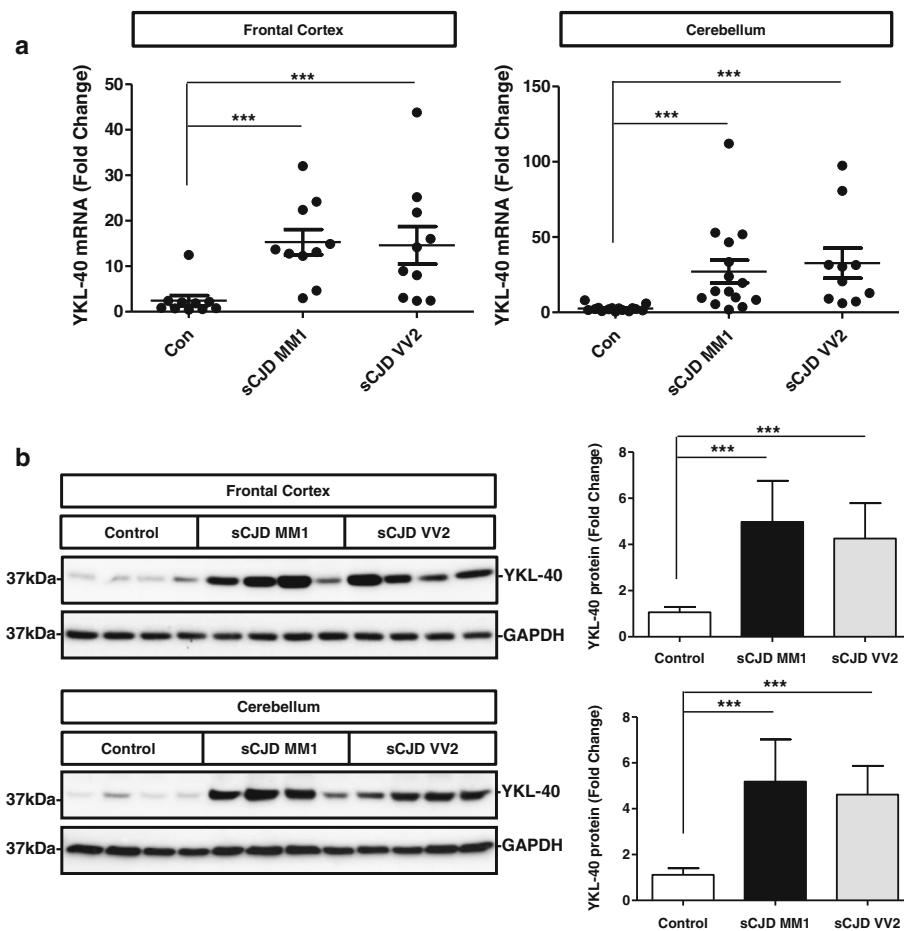 a
Frontal Cortex
YKL-40 mRNA (Fold Change)
50
40
30
20
10
0
***
***
Con
sCJD MM1
sCJD VV2
Cerebellum
YKL-40 mRNA (Fold Change)
150
100
50
0
***
***
Con
sCJD MM1
sCJD VV2
b
Frontal Cortex
Control sCJD MM1 sCJD VV2
37kDa- -YKL-40
37kDa- -GAPDH
YKL-40 protein (Fold Change)
8
6
4
2
0
***
***
Control sCJD MM1 sCJD VV2
Cerebellum
Control sCJD MM1 sCJD VV2
37kDa- -YKL-40
37kDa- -GAPDH
YKL-40 protein (Fold Change)
8
6
4
2
0
***
***
Control sCJD MM1 sCJD VV2